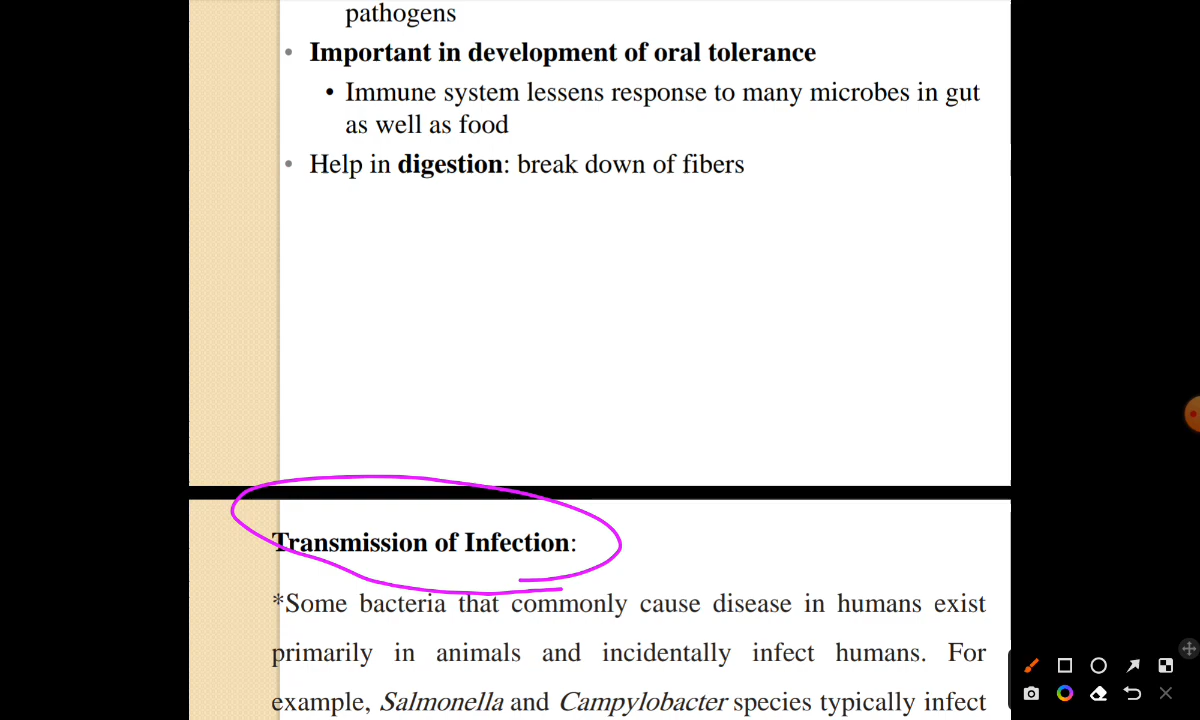 pathogens
• Important in development of oral tolerance
• Immune system lessens response to many microbes in gut
as well as food
• Help in digestion: break down of fibers
Transmission of Infection:
*Some bacteria that commonly cause disease in humans exist
primarily in animals and incidentally infect humans. For
example, Salmonella and Campylobacter species typically infect